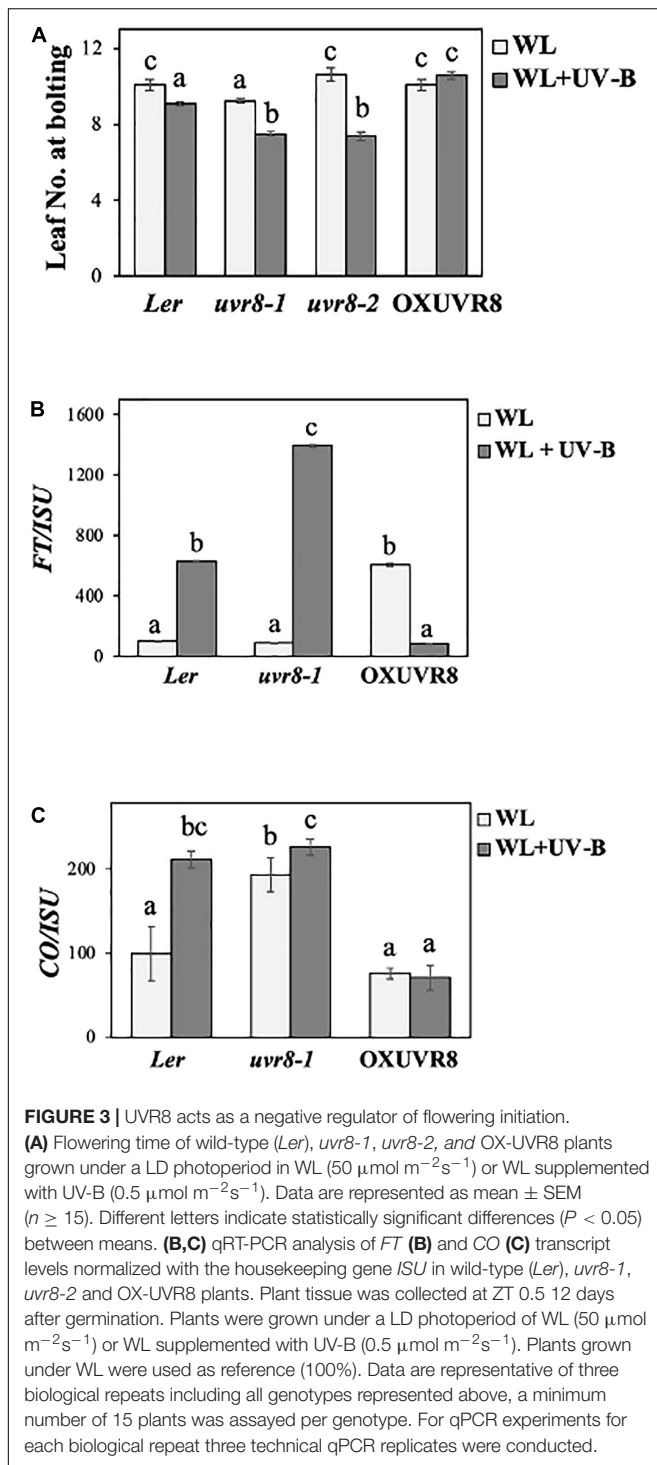 A
WL
WL+UV-B
Leaf No. at bolting
12
8
4
0
c a a b c b c c
Ler uvr8-1 uvr8-2 OXUVR8
B
WL
WL + UV-B
FT/ISU
1600
1200
800
400
0
a b a c b a
Ler uvr8-1 OXUVR8
C
WL
WL+UV-B
CO/ISU
200
100
0
a bc b c a a
Ler uvr8-1 OXUVR8
FIGURE 3 | UVR8 acts as a negative regulator of flowering initiation.
(A) Flowering time of wild-type (Ler), uvr8-1, uvr8-2, and OX-UVR8 plants
grown under a LD photoperiod in WL (50 μmol m−2s−1) or WL supplemented
with UV-B (0.5 μmol m−2s−1). Data are represented as mean ± SEM
(n ≥ 15). Different letters indicate statistically significant differences (P < 0.05)
between means. (B,C) qRT-PCR analysis of FT (B) and CO (C) transcript
levels normalized with the housekeeping gene ISU in wild-type (Ler), uvr8-1,
uvr8-2 and OX-UVR8 plants. Plant tissue was collected at ZT 0.5 12 days
after germination. Plants were grown under a LD photoperiod of WL (50 μmol
m−2s−1) or WL supplemented with UV-B (0.5 μmol m−2s−1). Plants grown
under WL were used as reference (100%). Data are representative of three
biological repeats including all genotypes represented above, a minimum
number of 15 plants was assayed per genotype. For qPCR experiments for
each biological repeat three technical qPCR replicates were conducted.